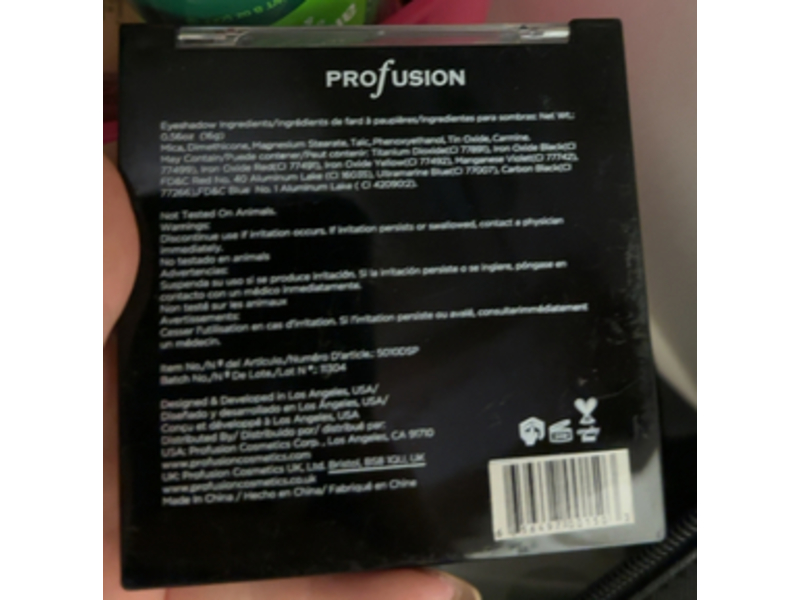 PROfUSION
Eyeshadow Ingredients/Ingrédients de fard à paupières/Ingredientes para sombras: Net Wt.:
0.56oz (16g)
Mica, Dimethicone, Magnesium Stearate, Talc, Phenoxyethanol, Tin Oxide, Carmine.
May Contain/Puede contener/Peut contenir: Titanium Dioxide(CI 77891), Iron Oxide Black(CI
77499), Iron Oxide Red(CI 77491), Iron Oxide Yellow(CI 77492), Manganese Violet(CI 77742),
FD&C Red No. 40 Aluminum Lake (CI 16035), Ultramarine Blue(CI 77007), Carbon Black(CI
77266),FD&C Blue No. 1 Aluminum Lake ( CI 42090:2).
Not Tested On Animals.
Warnings:
Discontinue use if irritation occurs, if irritation persists or swallowed, contact a physician
immediately.
No testado en animals
Advertencias:
Suspenda su uso si se produce irritación. Si la irritación persiste o se ingiere, póngase en
contacto con un médico inmediatamente.
Non testé sur les animaux
Avertissements:
Cesser l'utilisation en cas d'irritation. Si l'irritation persiste ou avalé, consulterimmédiatement
un médecin.
Item No./Nº del Artículo./Numéro D'article.: 5010DSP
Batch No./Nº De Lote./Lot Nº.: 11304
Designed & Developed in Los Angeles, USA/
Diseñado y desarrollado en Los Angeles, USA/
Conçu et développé à Los Angeles, USA
Distributed By/ Distribuido por/ distribué par:
USA: Profusion Cosmetics Corp. , Los Angeles, CA 91710
www.profusioncosmetics.com
UK: Profusion Cosmetics UK, Ltd. Bristol, BS8 1QU, UK
www.profusioncosmetics.co.uk
Made in China / Hecho en China/ Fabriqué en Chine